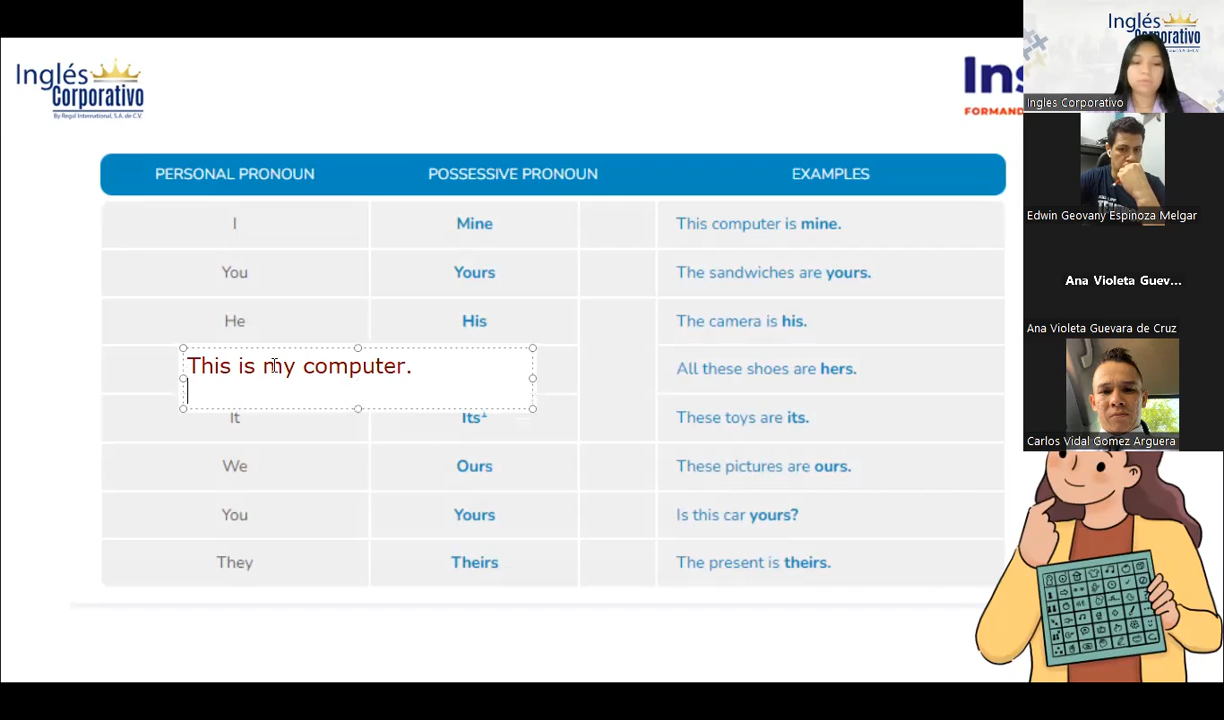 Inglés
Corporativo
By Regal International, S.A. de C.V.
Ins
FORMAND
PERSONAL PRONOUN POSSESSIVE PRONOUN EXAMPLES
I Mine This computer is mine.
You Yours The sandwiches are yours.
He His The camera is his.
This is my computer.
All these shoes are hers.
It Its¹ These toys are its.
We Ours These pictures are ours.
You Yours Is this car yours?
They Theirs The present is theirs.
Inglés
Corporativo
Ingles Corporativo
Edwin Geovany Espinoza Melgar
Ana Violeta Guev...
Ana Violeta Guevara de Cruz
Carlos Vidal Gomez Arguera